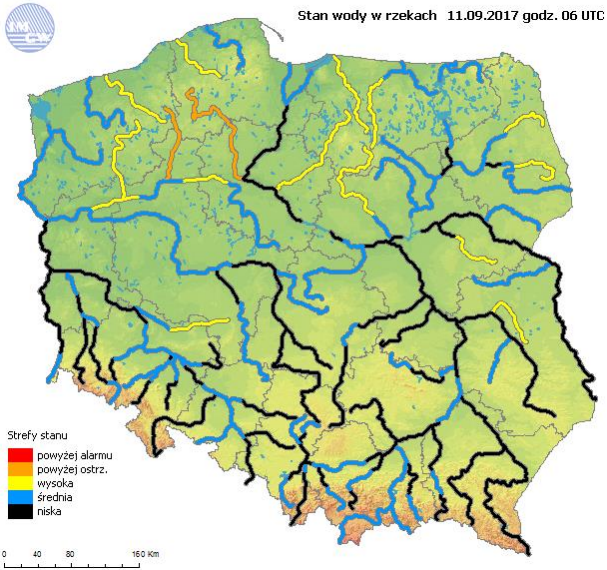 IMGW
Stan wody w rzekach 11.09.2017 godz. 06 UTC
Strefy stanu
powyżej alarmu
powyżej ostrz.
wysoka
średnia
niska
0 40 80 160 Km